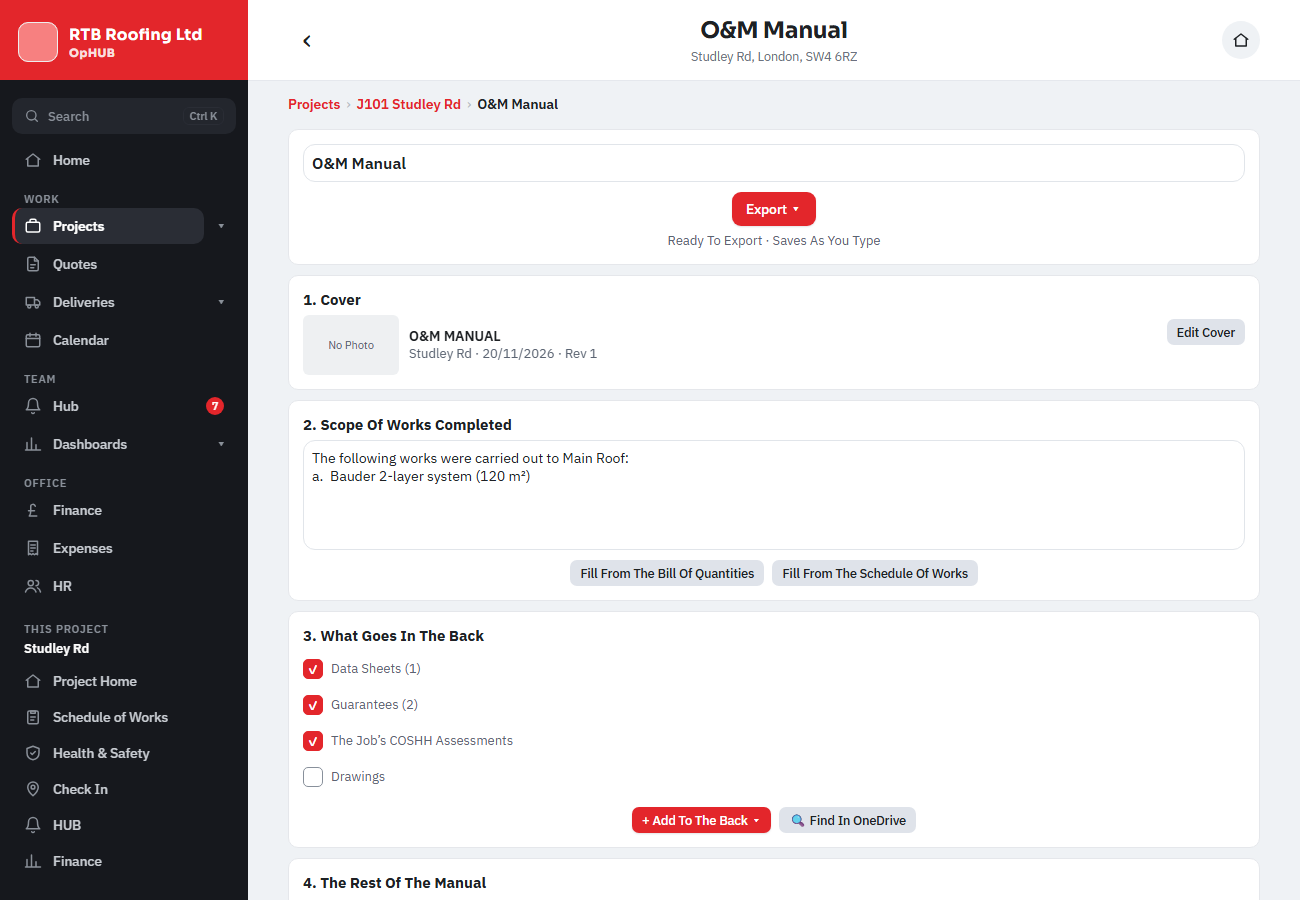 RTB Roofing Ltd
OpHUB
Search
Ctrl K
Home
WORK
Projects
Quotes
Deliveries
Calendar
TEAM
Hub
7
Dashboards
OFFICE
Finance
Expenses
HR
THIS PROJECT
Studley Rd
Project Home
Schedule of Works
Health & Safety
Check In
HUB
Finance
O&M Manual
Studley Rd, London, SW4 6RZ
Projects › J101 Studley Rd › O&M Manual
O&M Manual
Export
Ready To Export · Saves As You Type
1. Cover
No Photo
O&M MANUAL
Studley Rd · 20/11/2026 · Rev 1
Edit Cover
2. Scope Of Works Completed
The following works were carried out to Main Roof:
a. Bauder 2-layer system (120 m²)
Fill From The Bill Of Quantities
Fill From The Schedule Of Works
3. What Goes In The Back
Data Sheets (1)
Guarantees (2)
The Job’s COSHH Assessments
Drawings
+ Add To The Back
Find In OneDrive
4. The Rest Of The Manual